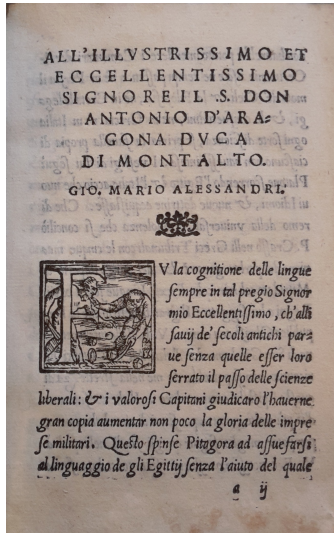 ALL'ILLVSTRISSIMO ET
ECCELLENTISSIMO
SIGNORE IL S. DON
ANTONIO D'ARA=
GONA DVCA
DI MONTALTO.
GIO. MARIO ALESSANDRI.
FV la cognitione delle lingue
sempre in tal pregio Signor
mio Eccellentissimo, ch'alli
sauij de' secoli antichi par=
ue senza quelle esser loro
serrato il passo delle scienze
liberali: & i valorosi Capitani giudicaro l'hauerne
gran copia aumentar non poco la gloria delle impre
se militari. Questo spinse Pitagora ad assuefarsi
al linguaggio de gli Egittij senza l'aiuto del quale
a ij